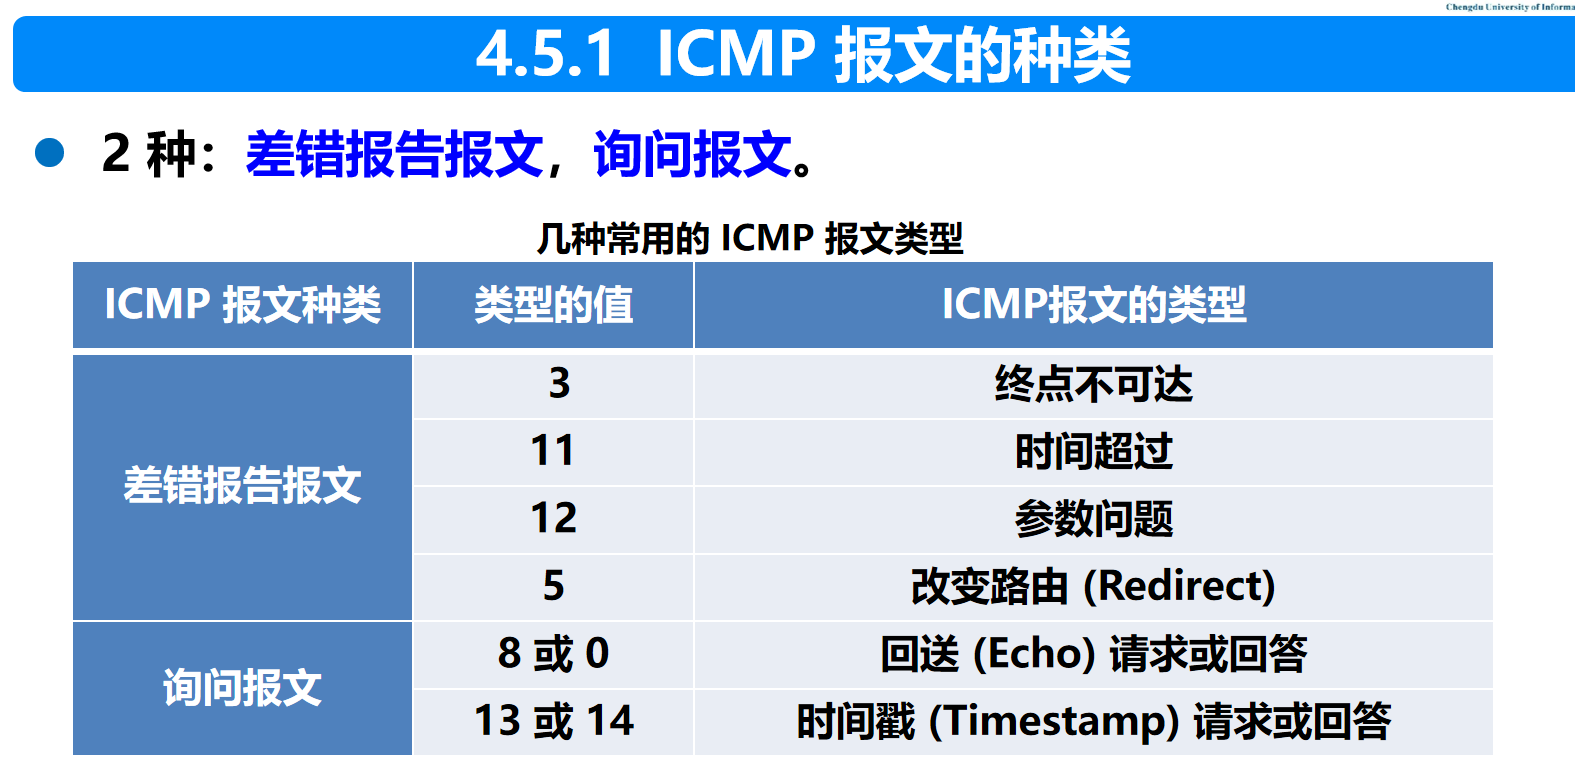 Chengdu University of Informa
4.5.1 ICMP 报文的种类
2 种：差错报告报文，询问报文。
几种常用的 ICMP 报文类型
ICMP 报文种类 类型的值 ICMP报文的类型
差错报告报文
3 终点不可达
11 时间超过
12 参数问题
5 改变路由 (Redirect)
询问报文
8 或 0 回送 (Echo) 请求或回答
13 或 14 时间戳 (Timestamp) 请求或回答